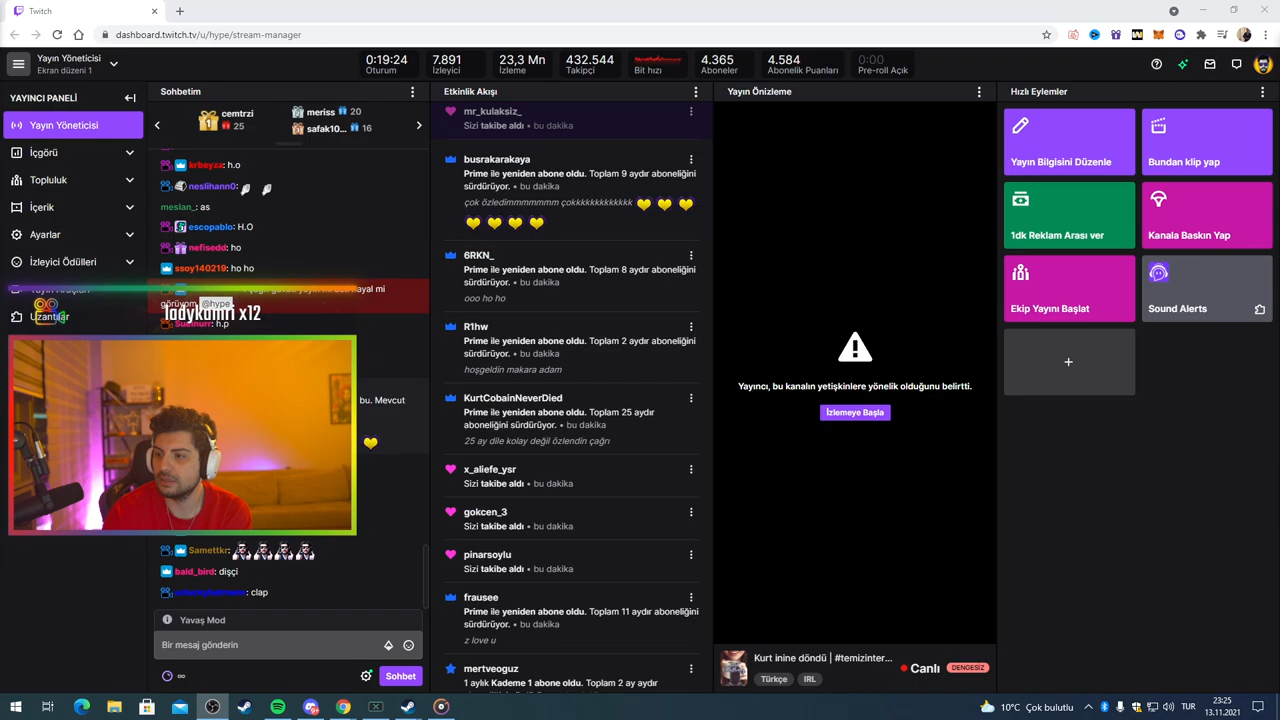 Twitch
dashboard.twitch.tv/u/hype/stream-manager
Yayın Yöneticisi
Ekran düzeni 1
0:19:24
Oturum
7.891
İzleyici
23,3 Mn
İzleme
432.544
Takipçi
Bit hızı
4.365
Aboneler
4.584
Abonelik Puanları
0:00
Pre-roll Açık
YAYINCI PANELİ
Yayın Yöneticisi
İçgörü
Topluluk
İçerik
Ayarlar
İzleyici Ödülleri
Yayın Araçları
Uzantılar
ladykamri x12
Sohbetim
cemtrzi
25
meriss 20
safak10... 16
krbeyza: h.o
neslihann0:
meslan_: as
escopablo: H.O
nefisedd: ho
ssoy140219: ho ho
hayal mi
görüyom @hype
h.p
bu. Mevcut
Samettkr:
bald_bird: dişçi
clap
Yavaş Mod
Bir mesaj gönderin
∞
Sohbet
Etkinlik Akışı
mr_kulaksiz_
Sizi takibe aldı • bu dakika
busrakarakaya
Prime ile yeniden abone oldu. Toplam 9 aydır aboneliğini
sürdürüyor. • bu dakika
çok özledimmmmmm çokkkkkkkkkkkk
6RKN_
Prime ile yeniden abone oldu. Toplam 8 aydır aboneliğini
sürdürüyor. • bu dakika
ooo ho ho
R1hw
Prime ile yeniden abone oldu. Toplam 2 aydır aboneliğini
sürdürüyor. • bu dakika
hoşgeldin makara adam
KurtCobainNeverDied
Prime ile yeniden abone oldu. Toplam 25 aydır
aboneliğini sürdürüyor. • bu dakika
25 ay dile kolay değil özlendin çağrı
x_aliefe_ysr
Sizi takibe aldı • bu dakika
gokcen_3
Sizi takibe aldı • bu dakika
pinarsoylu
Sizi takibe aldı • bu dakika
frausee
Prime ile yeniden abone oldu. Toplam 11 aydır aboneliğini
sürdürüyor. • bu dakika
z love u
mertveoguz
1 aylık Kademe 1 abone oldu. Toplam 2 ay aydır
Yayın Önizleme
Yayıncı, bu kanalın yetişkinlere yönelik olduğunu belirtti.
İzlemeye Başla
Kurt inine döndü | #temizinter...
Türkçe
IRL
Canlı
DENGESİZ
Hızlı Eylemler
Yayın Bilgisini Düzenle
Bundan klip yap
1dk Reklam Arası ver
Kanala Baskın Yap
Ekip Yayını Başlat
Sound Alerts
10°C Çok bulutlu
TUR
23:25
13.11.2021